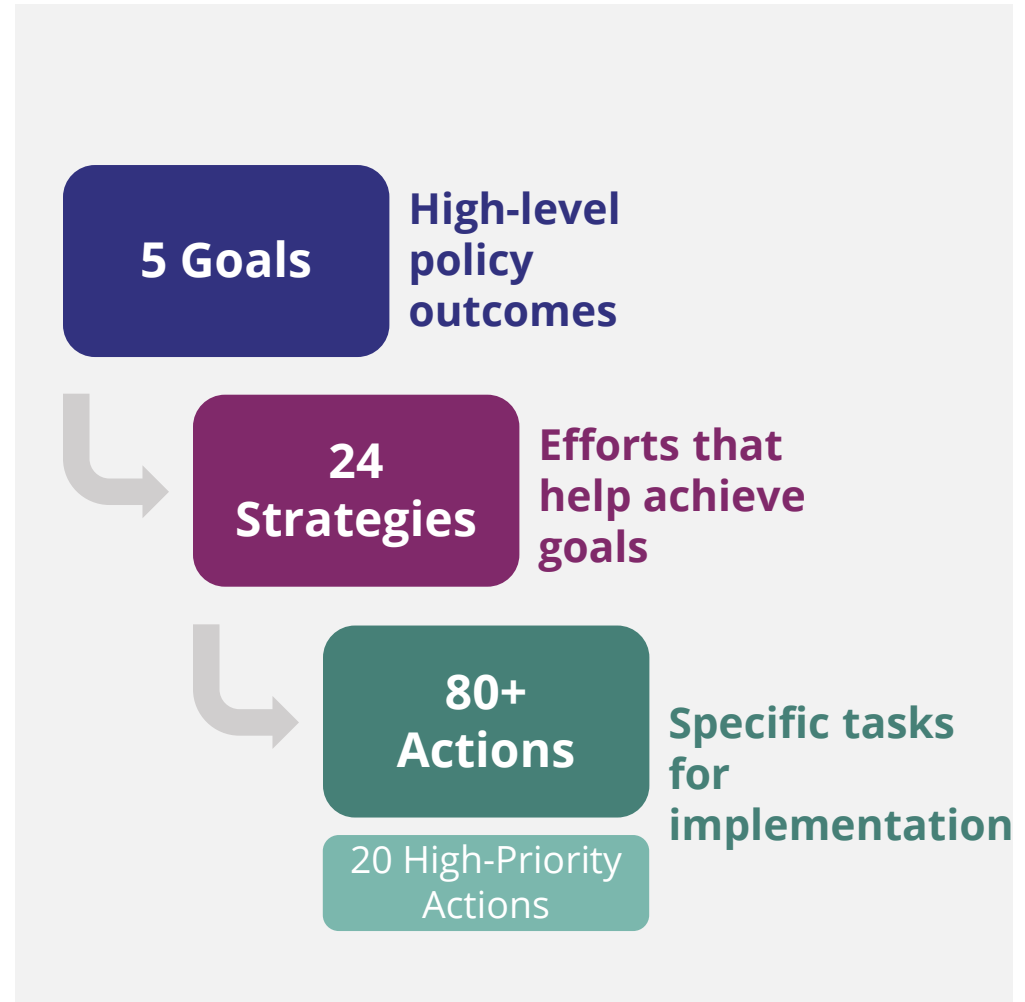 5 Goals
High-level
policy
outcomes
24
Strategies
Efforts that
help achieve
goals
80+
Actions
Specific tasks
for
implementation
20 High-Priority
Actions